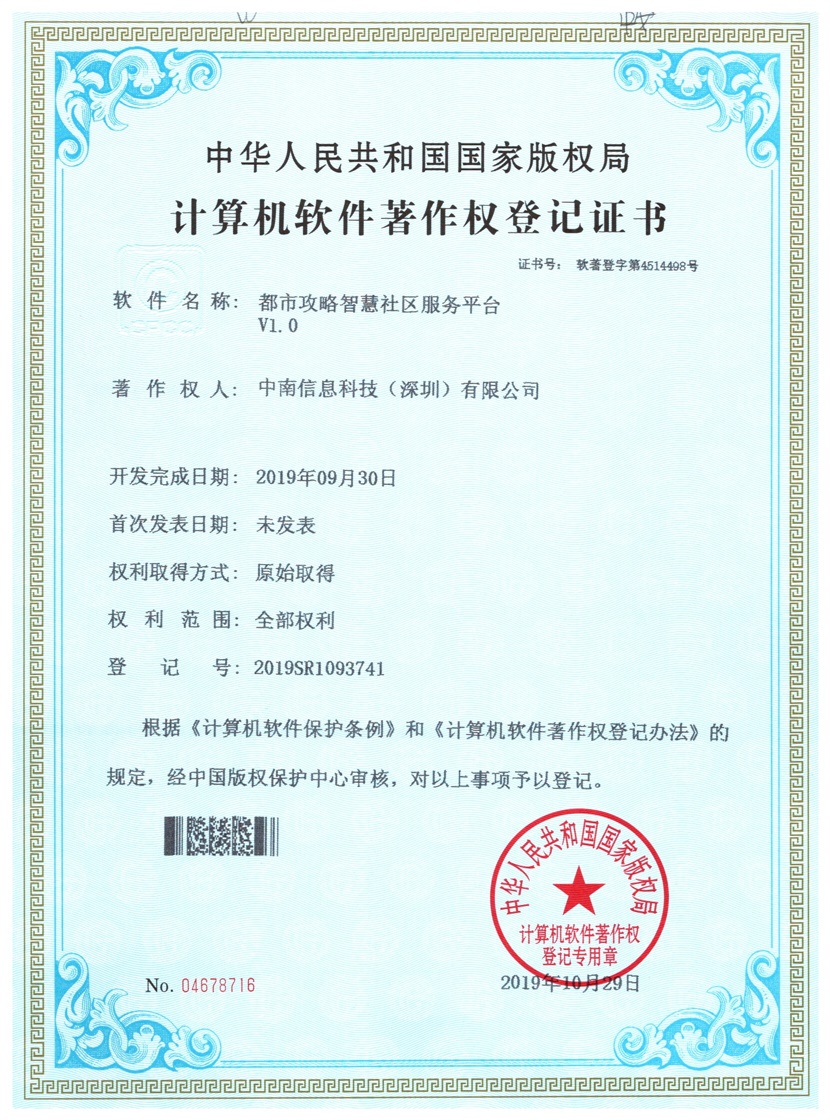 中华人民共和国国家版权局
计算机软件著作权登记证书
证书号： 软著登字第4514498号
软件名称： 都市攻略智慧社区服务平台
V1.0
著作权人： 中南信息科技（深圳）有限公司
开发完成日期： 2019年09月30日
首次发表日期： 未发表
权利取得方式： 原始取得
权利范围： 全部权利
登记号： 2019SR1093741
根据《计算机软件保护条例》和《计算机软件著作权登记办法》的
规定，经中国版权保护中心审核，对以上事项予以登记。
中华人民共和国国家版权局
计算机软件著作权
登记专用章
No. 04678716
2019年10月29日